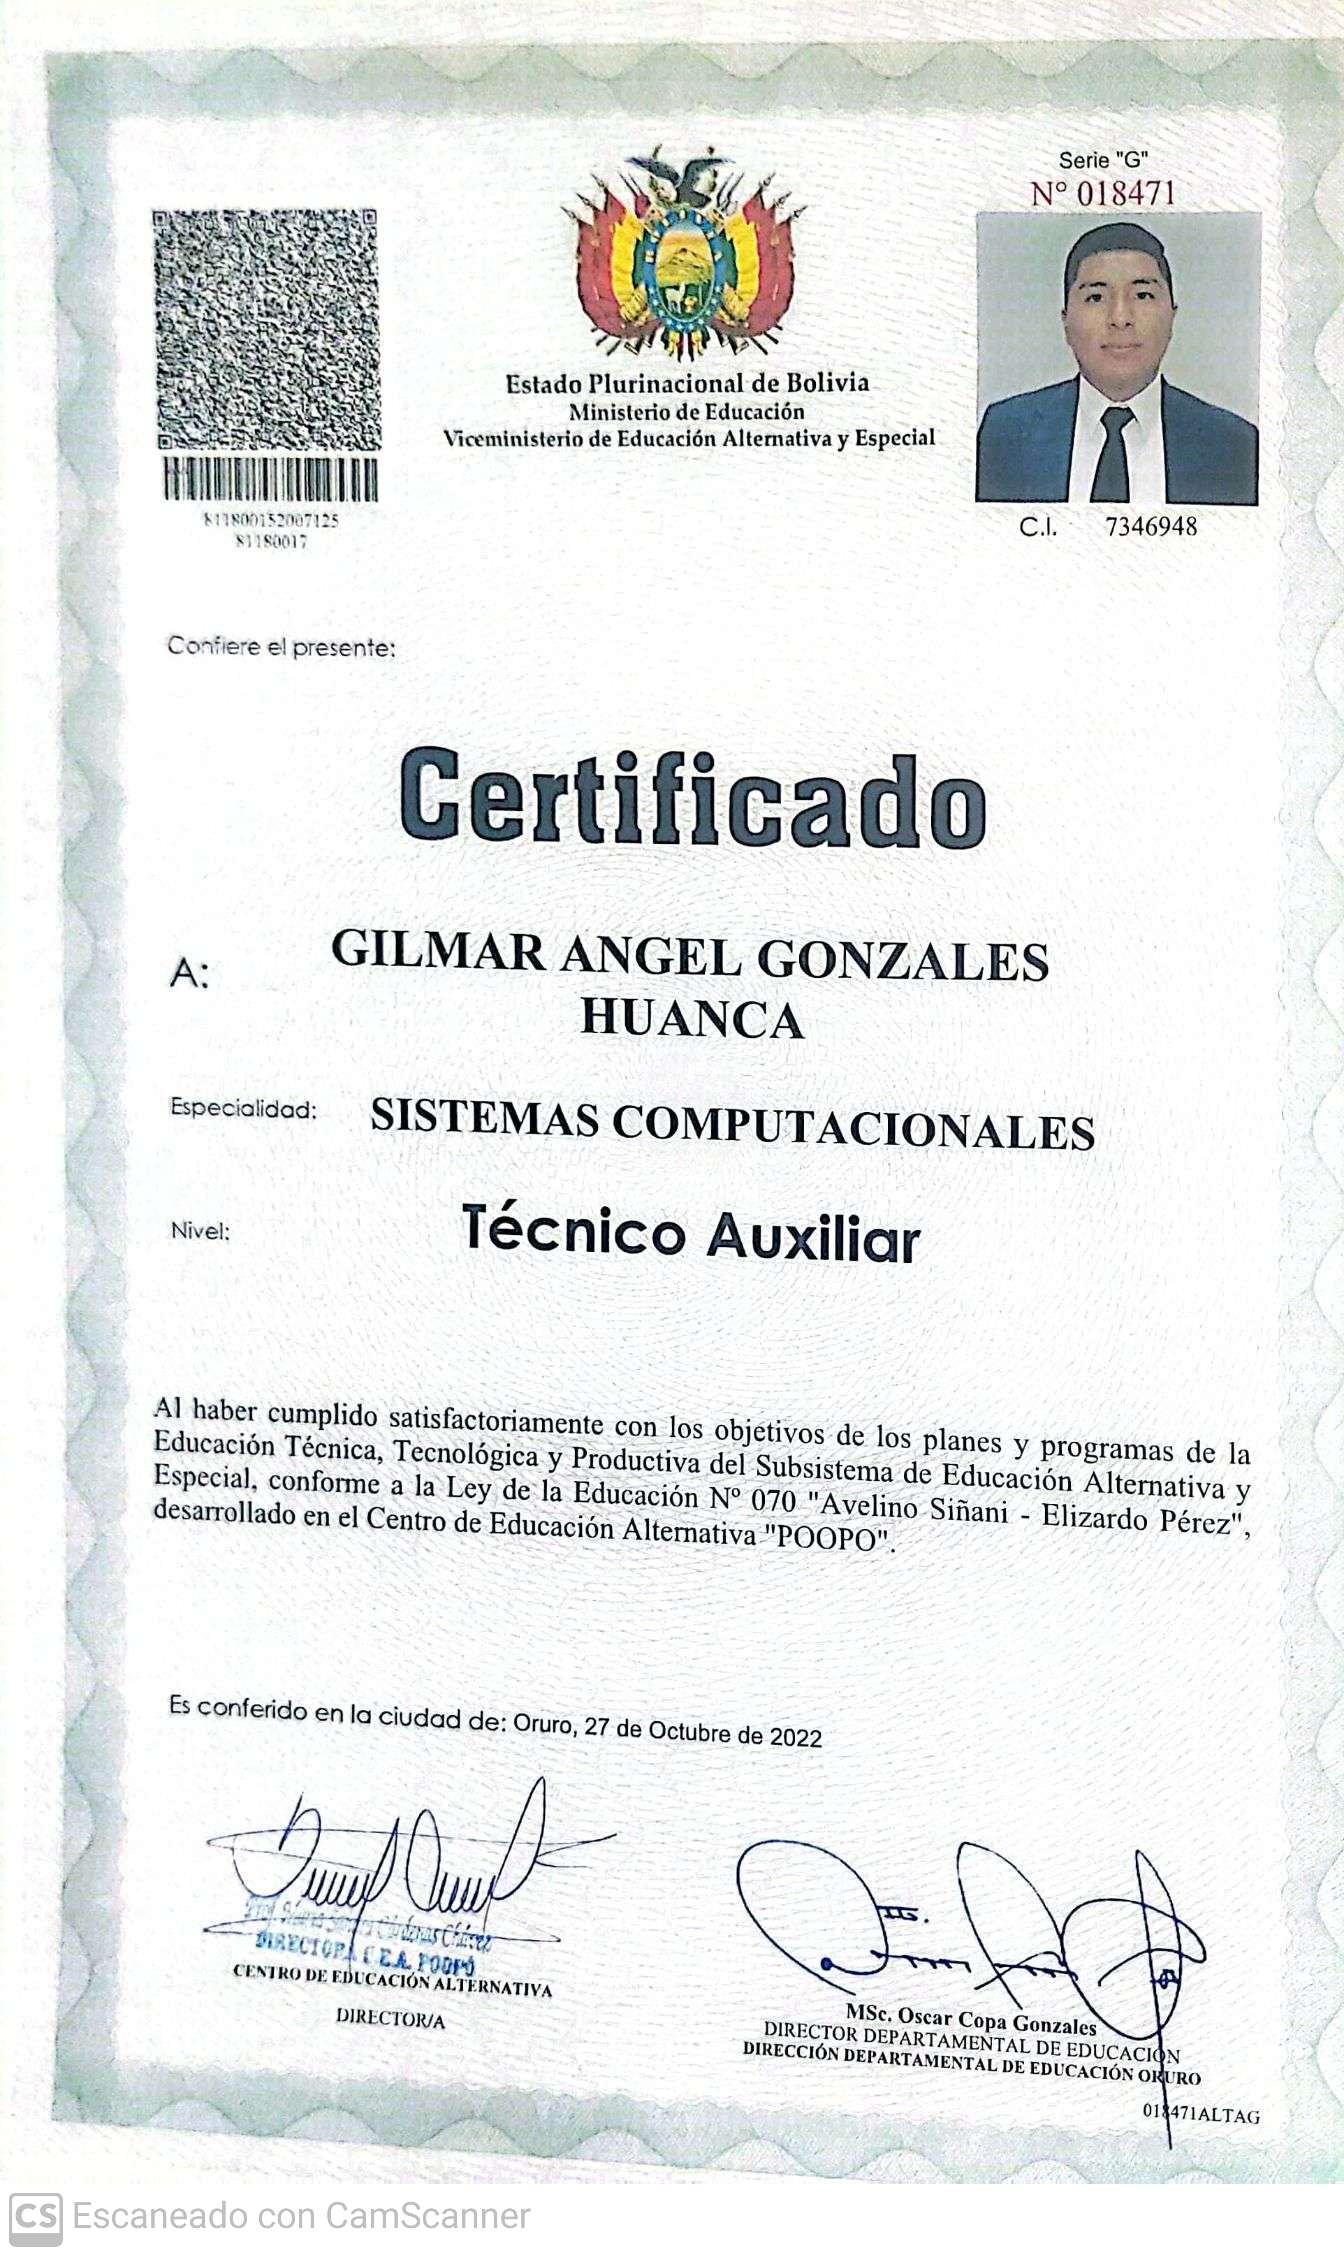 Serie "G"
N° 018471
Estado Plurinacional de Bolivia
Ministerio de Educación
Viceministerio de Educación Alternativa y Especial
811800152007125
81180017
C.I. 7346948
Confiere el presente:
Certificado
A: GILMAR ANGEL GONZALES
HUANCA
Especialidad: SISTEMAS COMPUTACIONALES
Nivel: Técnico Auxiliar
Al haber cumplido satisfactoriamente con los objetivos de los planes y programas de la
Educación Técnica, Tecnológica y Productiva del Subsistema de Educación Alternativa y
Especial, conforme a la Ley de la Educación Nº 070 "Avelino Siñani - Elizardo Pérez",
desarrollado en el Centro de Educación Alternativa "POOPO".
Es conferido en la ciudad de: Oruro, 27 de Octubre de 2022
Prof. Cárdenas Chávez
DIRECTORA C.E.A. POOPÓ
CENTRO DE EDUCACIÓN ALTERNATIVA
DIRECTOR/A
MSc. Oscar Copa Gonzales
DIRECTOR DEPARTAMENTAL DE EDUCACIÓN
DIRECCIÓN DEPARTAMENTAL DE EDUCACIÓN ORURO
018471ALTAG
CS Escaneado con CamScanner